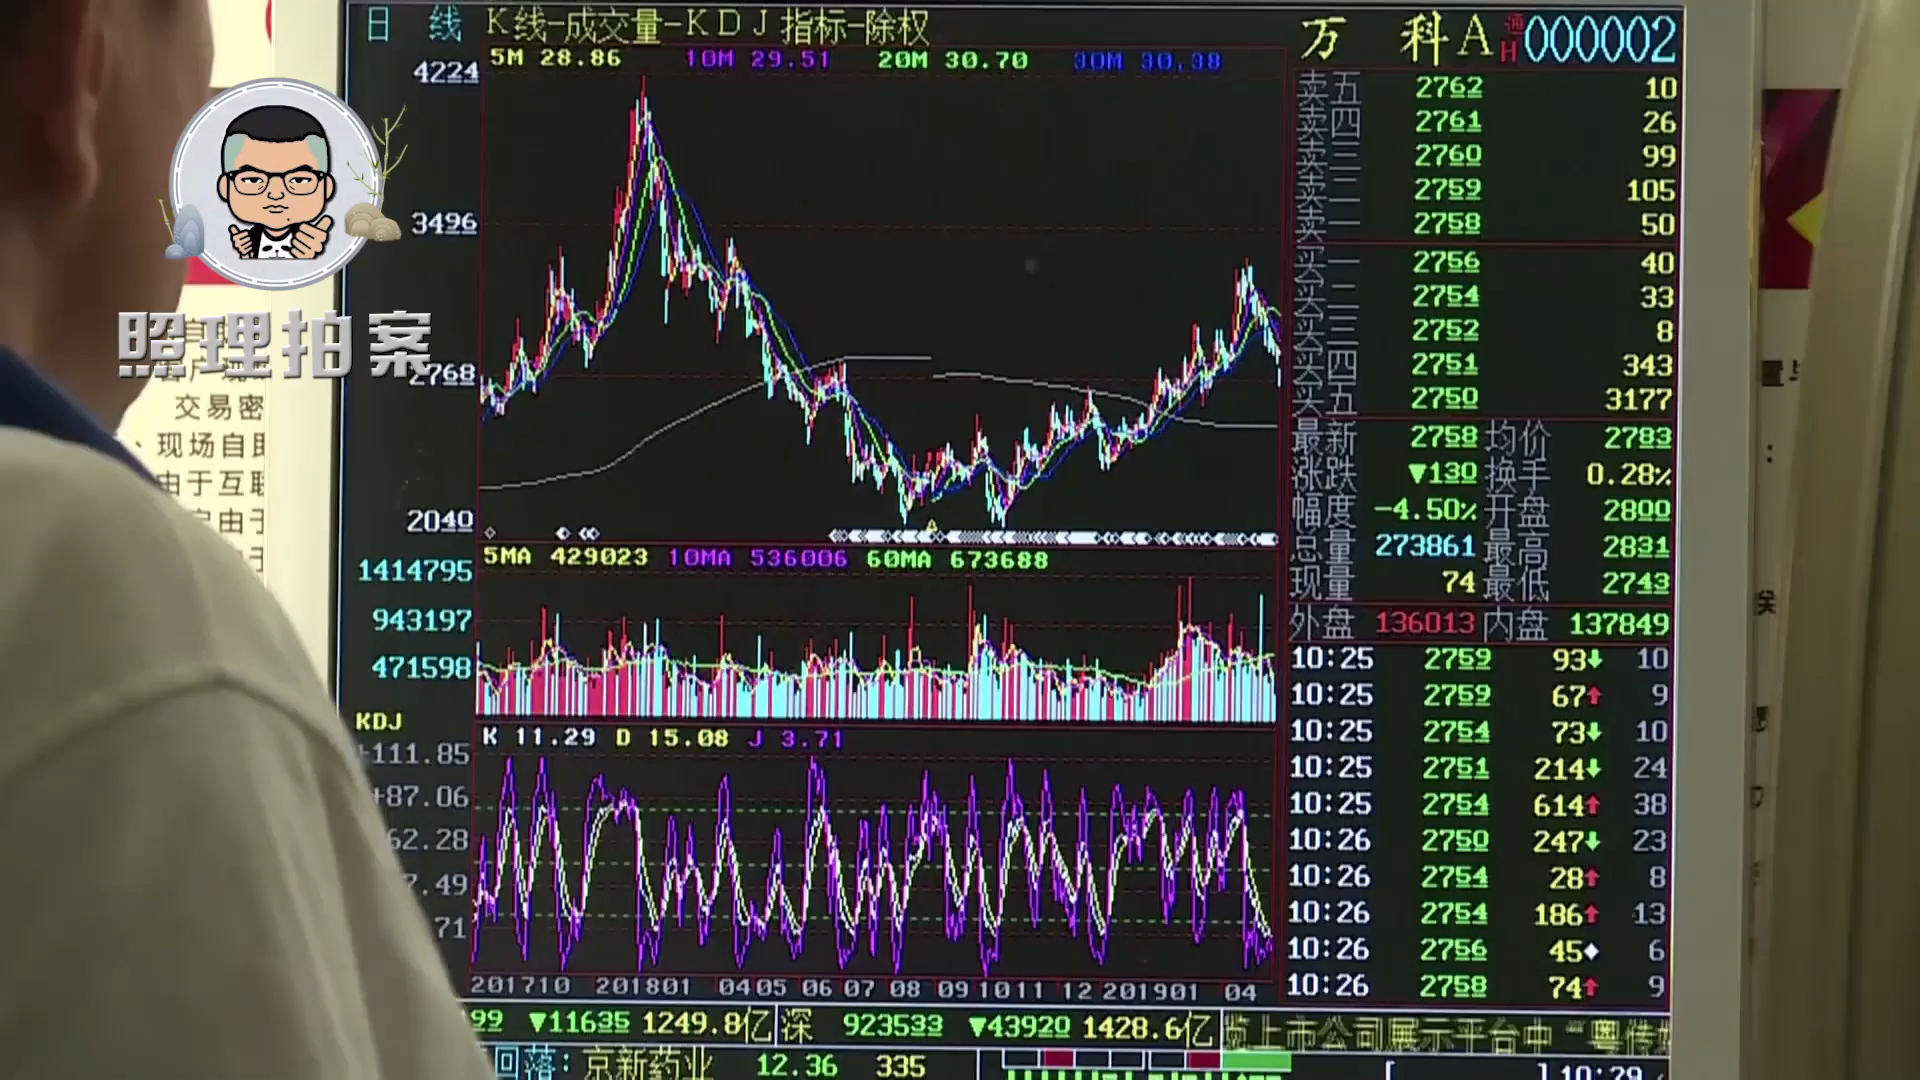 日 线 K线-成交量-KDJ指标-除权
万 科A 通H 000002
5M 28.86 10M 29.51 20M 30.70 30M 30.38
4224
3496
2768
2040
卖五 2762 10
卖四 2761 26
卖三 2760 99
卖二 2759 105
卖一 2758 50
买一 2756 40
买二 2754 33
买三 2752 8
买四 2751 343
买五 2750 3177
最新 2758 均价 2783
涨跌 ▼130 换手 0.28%
幅度 -4.50% 开盘 2800
总量 273861 最高 2831
现量 74 最低 2743
外盘 136013 内盘 137849
5MA 429023 10MA 536006 60MA 673688
1414795
943197
471598
KDJ
K 11.29 D 15.08 J 3.71
+111.85
+87.06
62.28
7.49
71
201710 201801 04 05 06 07 08 09 10 11 12 201901 04
10:25 2759 93↓ 10
10:25 2759 67↑ 9
10:25 2754 73↓ 10
10:25 2751 214↓ 24
10:25 2754 614↑ 38
10:26 2750 247↓ 23
10:26 2754 28↑ 8
10:26 2754 186↑ 13
10:26 2756 45◆ 6
10:26 2758 74↑ 9
99 ▼11635 1249.8亿 深 923533 ▼43920 1428.6亿 览上市公司展示平台中“粤传媒
回落: 京新药业 12.36 335
10:29
照理拍案
交易密
、现场自助
由于互联
由于